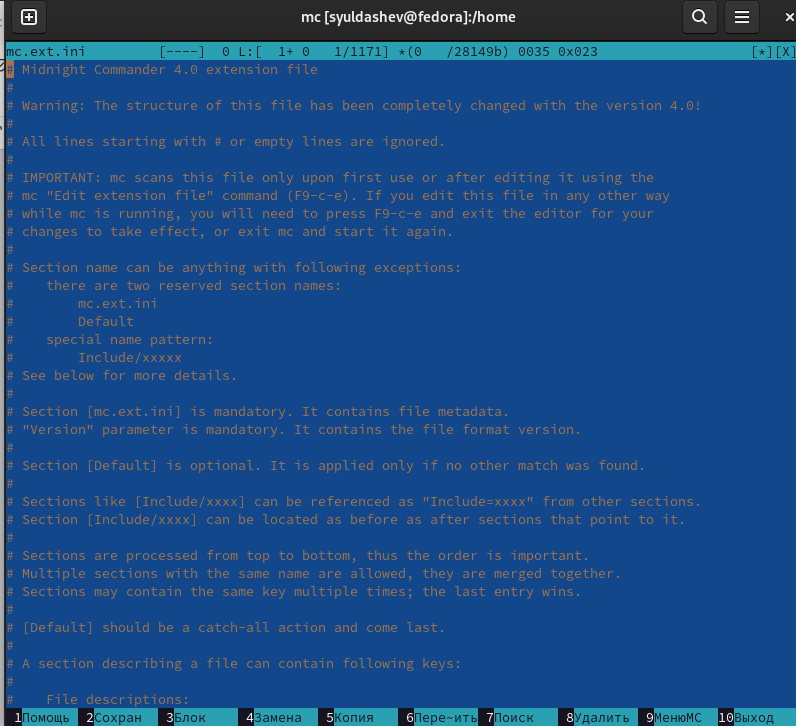 mc [syuldashev@fedora]:/home
mc.ext.ini [----] 0 L:[ 1+ 0 1/1171] *(0 /28149b) 0035 0x023 [*][X]
# Midnight Commander 4.0 extension file
#
# Warning: The structure of this file has been completely changed with the version 4.0!
#
# All lines starting with # or empty lines are ignored.
#
# IMPORTANT: mc scans this file only upon first use or after editing it using the
# mc "Edit extension file" command (F9-c-e). If you edit this file in any other way
# while mc is running, you will need to press F9-c-e and exit the editor for your
# changes to take effect, or exit mc and start it again.
#
# Section name can be anything with following exceptions:
#    there are two reserved section names:
#        mc.ext.ini
#        Default
#    special name pattern:
#        Include/xxxxx
# See below for more details.
#
# Section [mc.ext.ini] is mandatory. It contains file metadata.
# "Version" parameter is mandatory. It contains the file format version.
#
# Section [Default] is optional. It is applied only if no other match was found.
#
# Sections like [Include/xxxx] can be referenced as "Include=xxxx" from other sections.
# Section [Include/xxxx] can be located as before as after sections that point to it.
#
# Sections are processed from top to bottom, thus the order is important.
# Multiple sections with the same name are allowed, they are merged together.
# Sections may contain the same key multiple times; the last entry wins.
#
# [Default] should be a catch-all action and come last.
#
# A section describing a file can contain following keys:
#
#    File descriptions:
1Помощь 2Сохран 3Блок 4Замена 5Копия 6Пере~ить 7Поиск 8Удалить 9МенюMC 10Выход